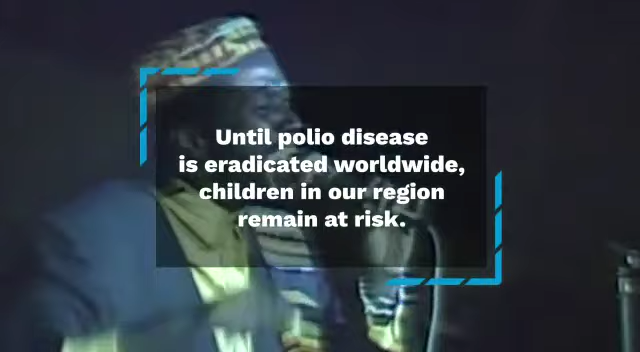 Until polio disease
is eradicated worldwide,
children in our region
remain at risk.